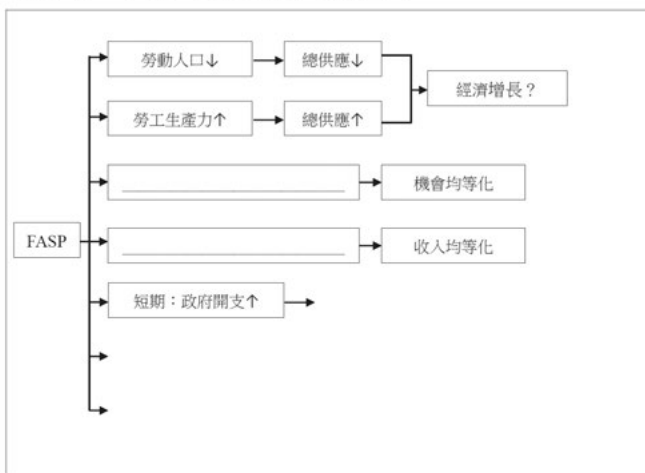 勞動人口↓
總供應↓
經濟增長？
勞工生產力↑
總供應↑
機會均等化
FASP
收入均等化
短期：政府開支↑